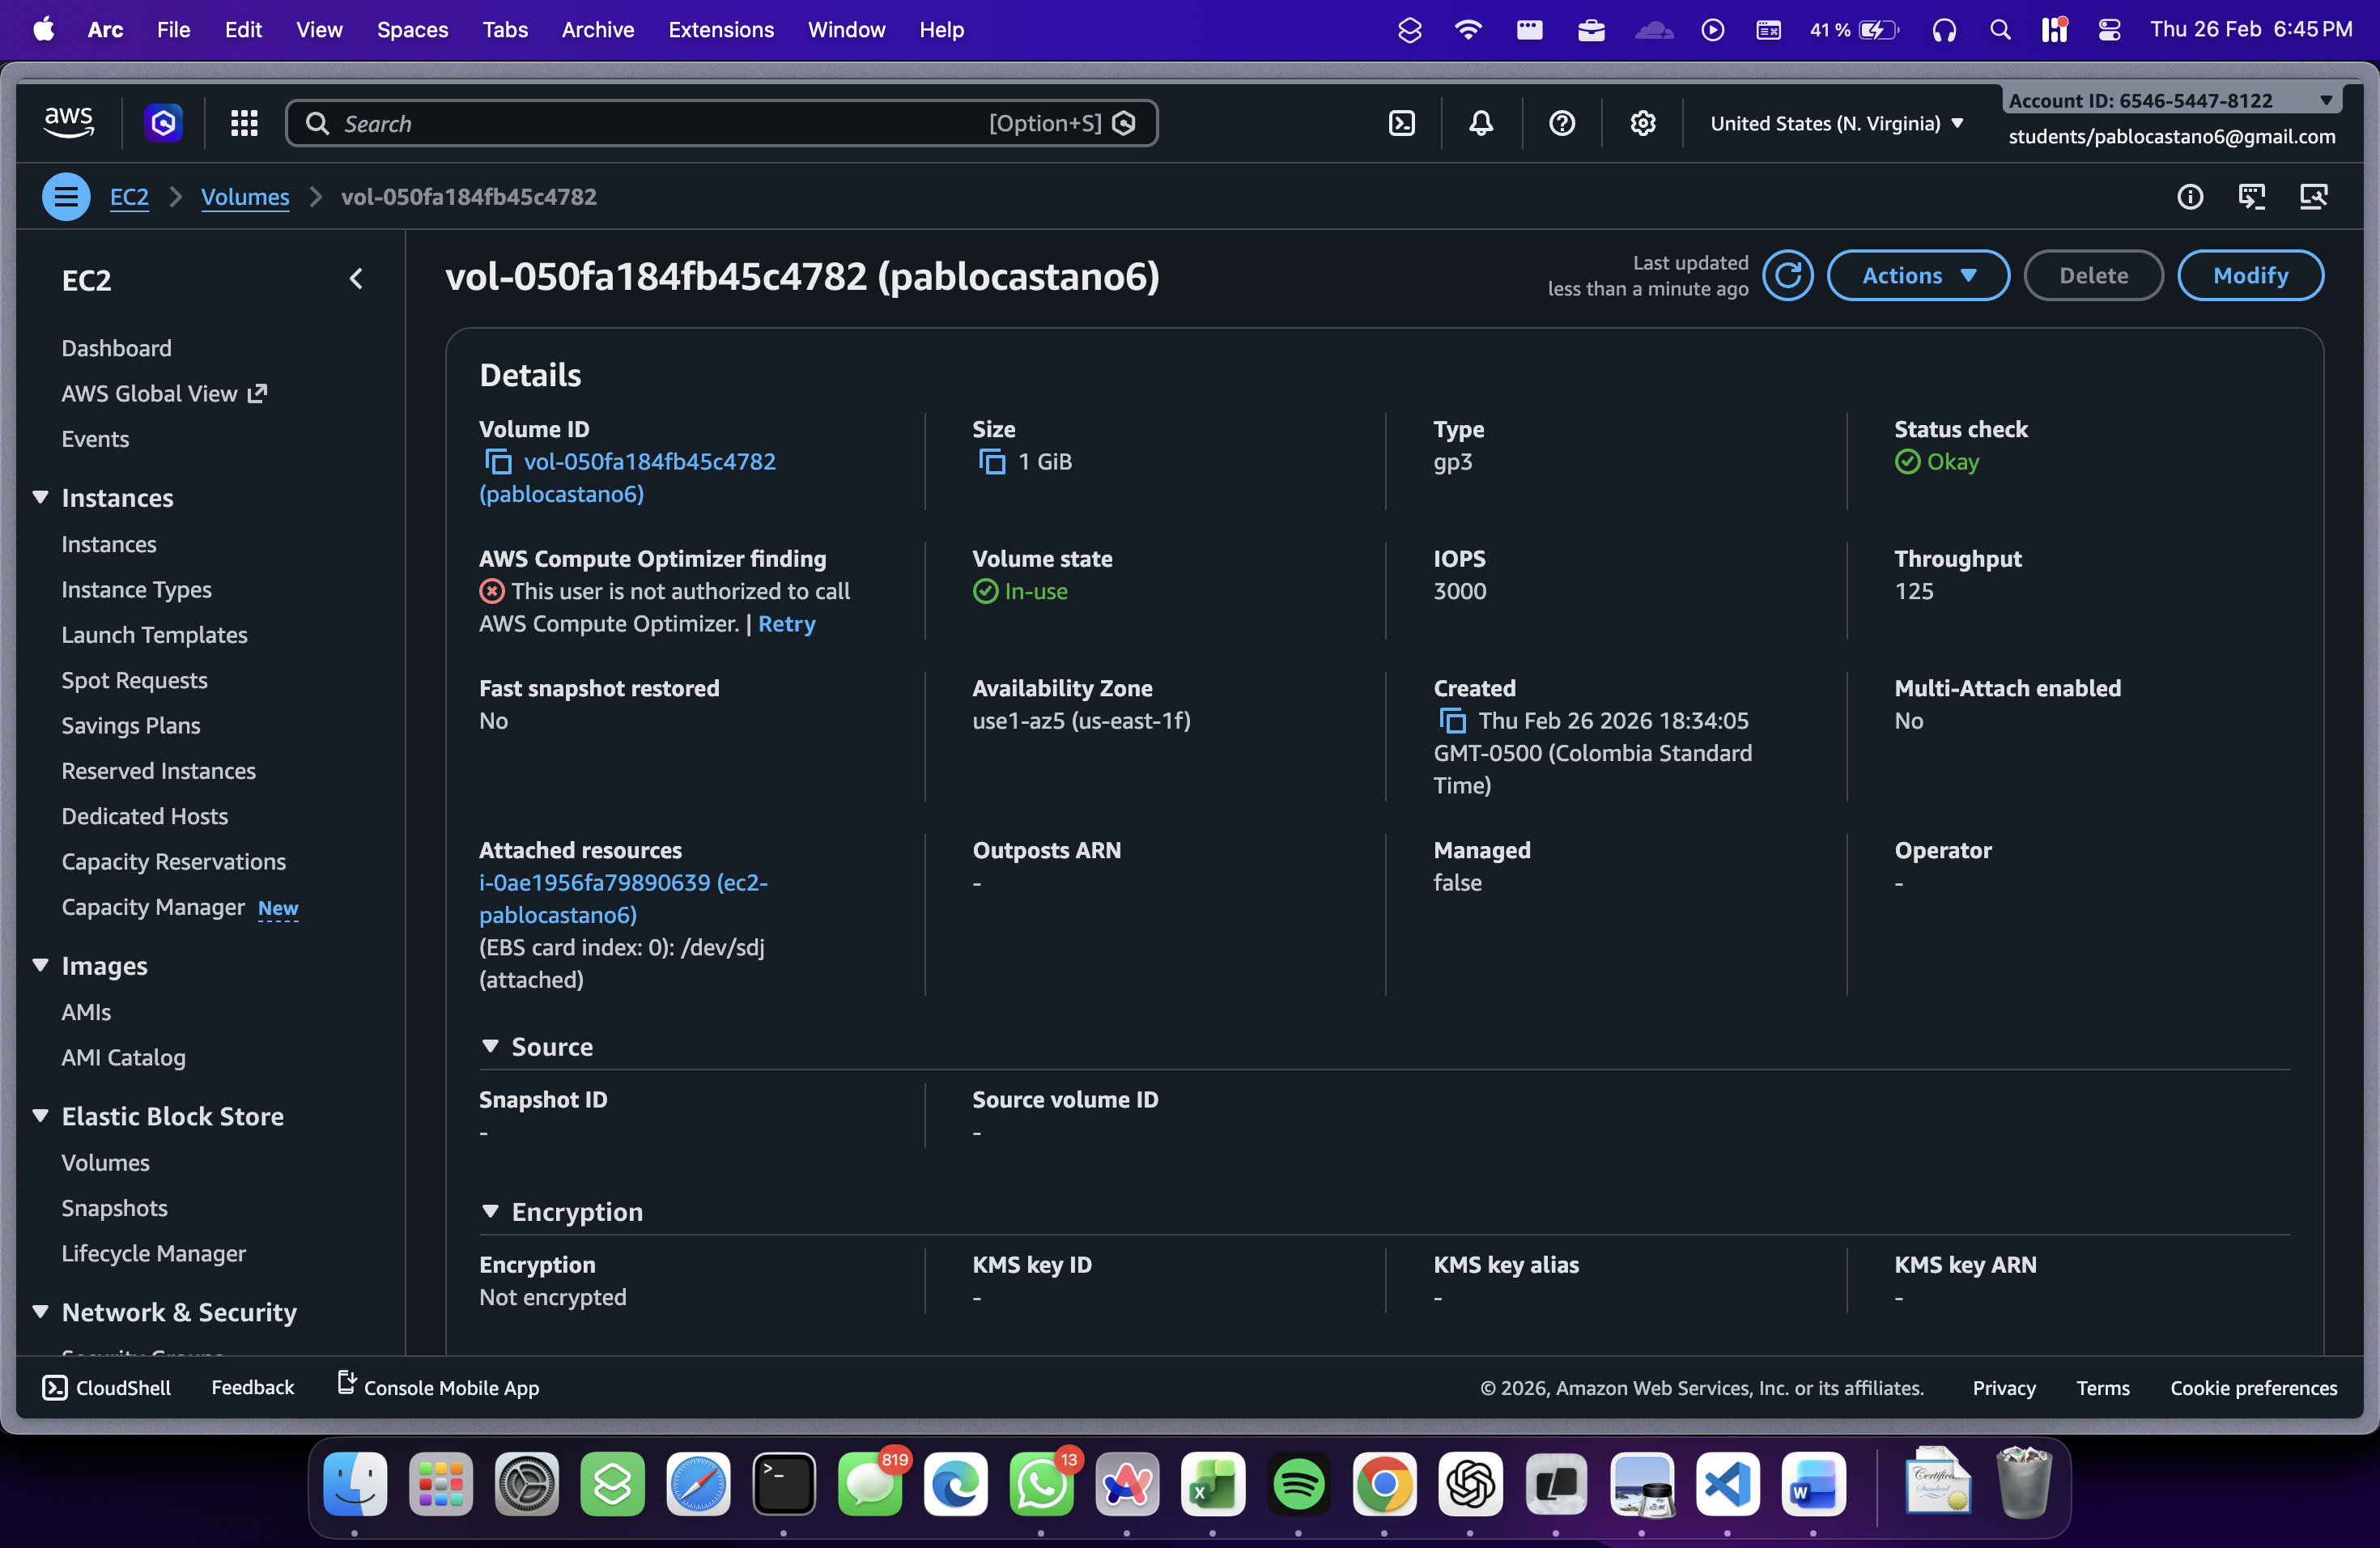 Arc File Edit View Spaces Tabs Archive Extensions Window Help 41 % Thu 26 Feb 6:45 PM
aws Search [Option+S] United States (N. Virginia) Account ID: 6546-5447-8122
students/pablocastano6@gmail.com
EC2 Volumes vol-050fa184fb45c4782
EC2
Dashboard
AWS Global View
Events
Instances
Instances
Instance Types
Launch Templates
Spot Requests
Savings Plans
Reserved Instances
Dedicated Hosts
Capacity Reservations
Capacity Manager New
Images
AMIs
AMI Catalog
Elastic Block Store
Volumes
Snapshots
Lifecycle Manager
Network & Security
vol-050fa184fb45c4782 (pablocastano6)
Last updated
less than a minute ago
Actions Delete Modify
Details
Volume ID
vol-050fa184fb45c4782
(pablocastano6)
Size
1 GiB
Type
gp3
Status check
Okay
AWS Compute Optimizer finding
This user is not authorized to call
AWS Compute Optimizer. | Retry
Volume state
In-use
IOPS
3000
Throughput
125
Fast snapshot restored
No
Availability Zone
use1-az5 (us-east-1f)
Created
Thu Feb 26 2026 18:34:05
GMT-0500 (Colombia Standard
Time)
Multi-Attach enabled
No
Attached resources
i-0ae1956fa79890639 (ec2-
pablocastano6)
(EBS card index: 0): /dev/sdj
(attached)
Outposts ARN
-
Managed
false
Operator
-
Source
Snapshot ID
-
Source volume ID
-
Encryption
Encryption
Not encrypted
KMS key ID
-
KMS key alias
-
KMS key ARN
-
CloudShell Feedback Console Mobile App © 2026, Amazon Web Services, Inc. or its affiliates. Privacy Terms Cookie preferences
819
13